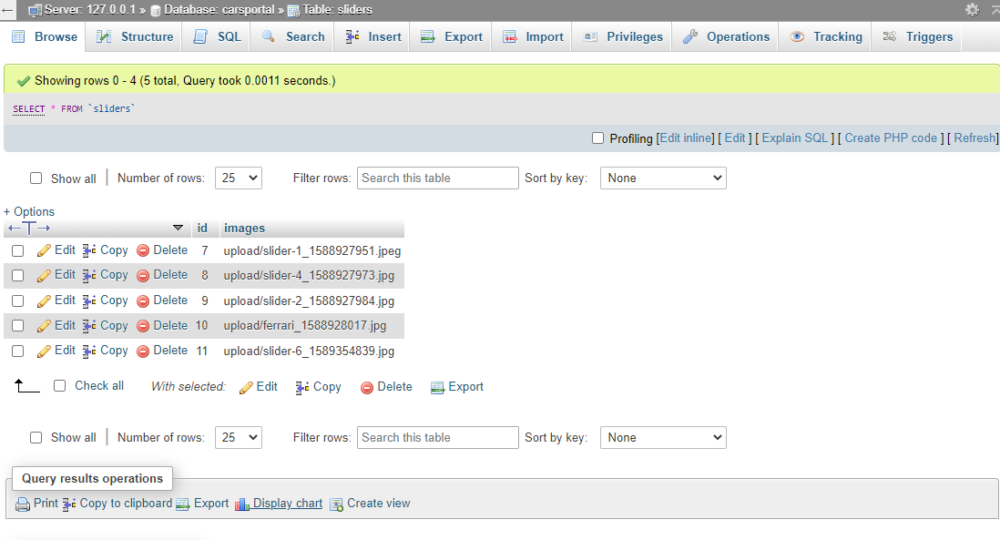 Server: 127.0.0.1 » Database: carsportal » Table: sliders
Browse Structure SQL Search Insert Export Import Privileges Operations Tracking Triggers
Showing rows 0 - 4 (5 total, Query took 0.0011 seconds.)
SELECT * FROM `sliders`
Profiling [Edit inline] [ Edit ] [ Explain SQL ] [ Create PHP code ] [ Refresh]
Show all Number of rows: 25 Filter rows: Search this table Sort by key: None
+ Options
←T→ id images
Edit Copy Delete 7 upload/slider-1_1588927951.jpeg
Edit Copy Delete 8 upload/slider-4_1588927973.jpg
Edit Copy Delete 9 upload/slider-2_1588927984.jpg
Edit Copy Delete 10 upload/ferrari_1588928017.jpg
Edit Copy Delete 11 upload/slider-6_1589354839.jpg
Check all With selected: Edit Copy Delete Export
Show all Number of rows: 25 Filter rows: Search this table Sort by key: None
Query results operations
Print Copy to clipboard Export Display chart Create view